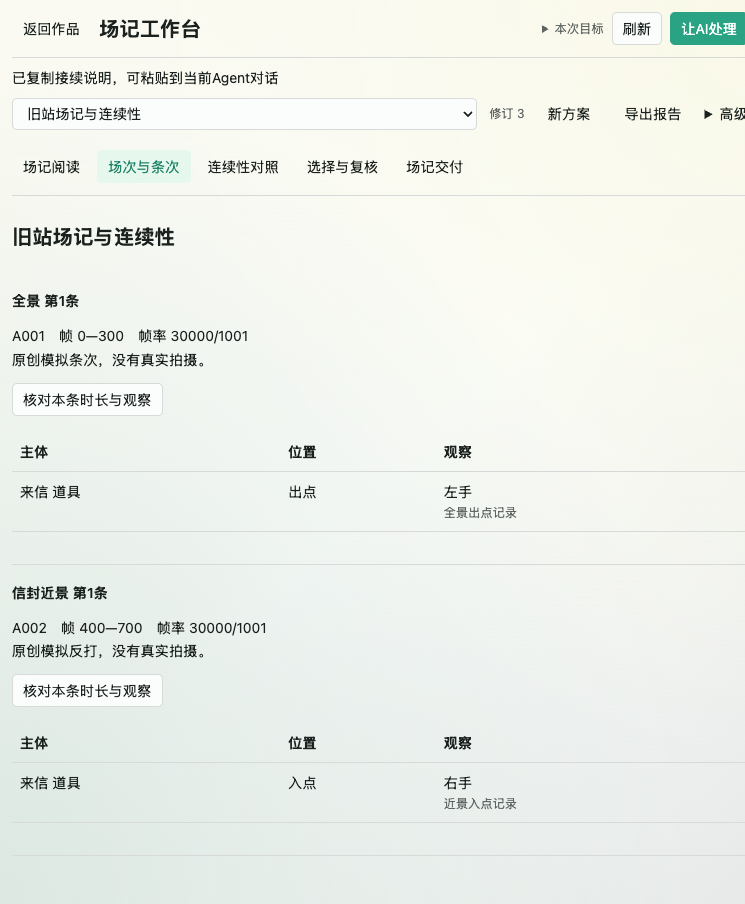 返回作品 场记工作台 ▶ 本次目标 刷新 让AI处理
已复制接续说明，可粘贴到当前Agent对话
旧站场记与连续性 修订 3 新方案 导出报告 ▶ 高级
场记阅读 场次与条次 连续性对照 选择与复核 场记交付
旧站场记与连续性
全景 第1条
A001 帧 0—300 帧率 30000/1001
原创模拟条次，没有真实拍摄。
核对本条时长与观察
主体 位置 观察
来信 道具 出点 左手
全景出点记录
信封近景 第1条
A002 帧 400—700 帧率 30000/1001
原创模拟反打，没有真实拍摄。
核对本条时长与观察
主体 位置 观察
来信 道具 入点 右手
近景入点记录